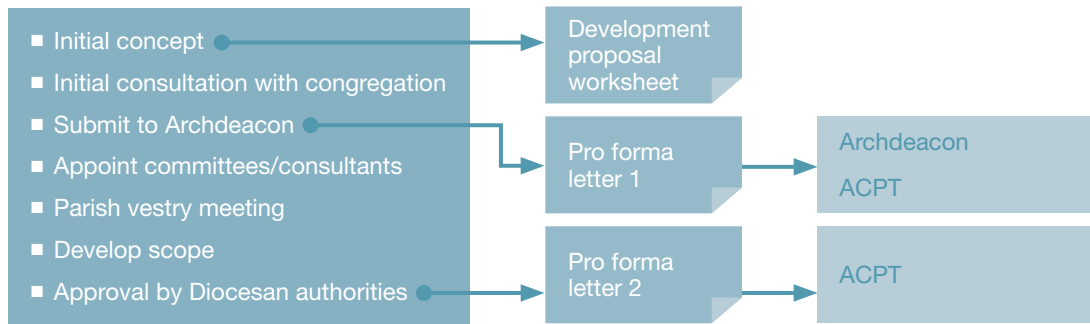 ■ Initial concept
■ Initial consultation with congregation
■ Submit to Archdeacon
■ Appoint committees/consultants
■ Parish vestry meeting
■ Develop scope
■ Approval by Diocesan authorities
Development
proposal
worksheet
Pro forma
letter 1
Archdeacon
ACPT
Pro forma
letter 2
ACPT